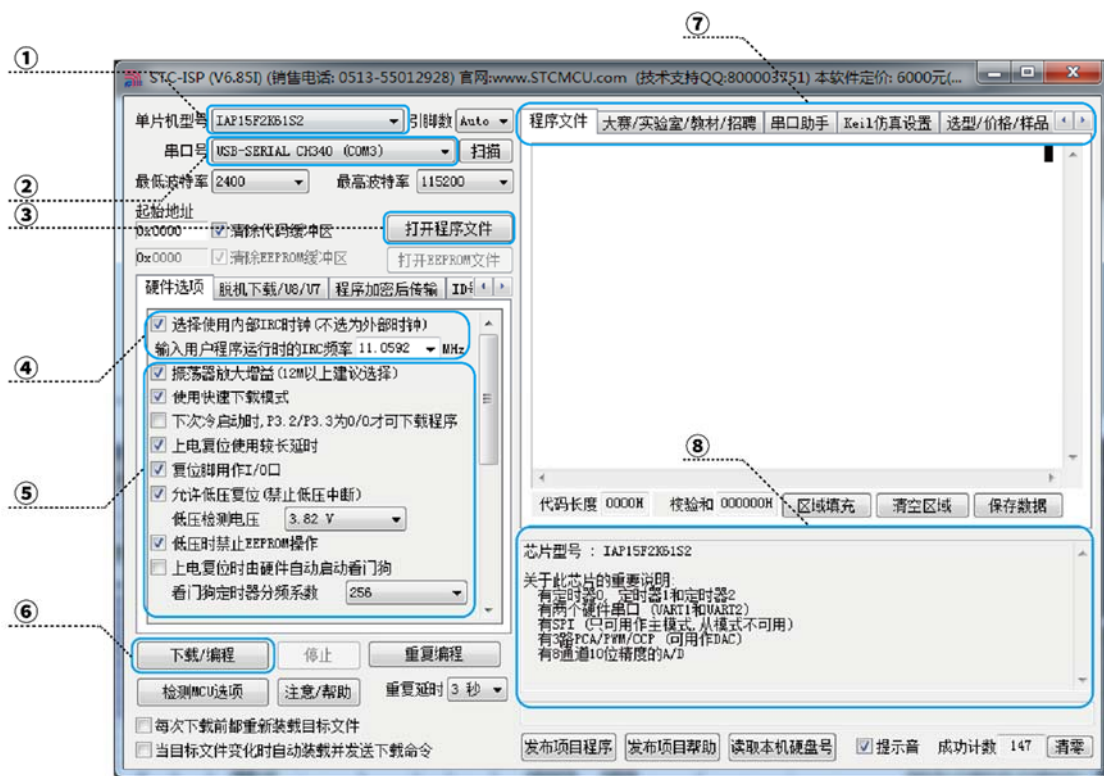 ⑦
①
STC-ISP (V6.85I) (销售电话: 0513-55012928) 官网:www.STCMCU.com (技术支持QQ:800003751) 本软件定价: 6000元(...
单片机型号 IAP15F2K61S2 引脚数 Auto
串口号 USB-SERIAL CH340 (COM3) 扫描
②
最低波特率 2400 最高波特率 115200
③
起始地址
0x0000 清除代码缓冲区 打开程序文件
0x0000 清除EEPROM缓冲区 打开EEPROM文件
硬件选项 脱机下载/U8/U7 程序加密后传输
选择使用内部IRC时钟(不选为外部时钟)
④
输入用户程序运行时的IRC频率 11.0592 MHz
振荡器放大增益(12M以上建议选择)
使用快速下载模式
下次冷启动时,P3.2/P3.3为0/0才可下载程序
上电复位使用较长延时
⑤
复位脚用作I/O口
允许低压复位(禁止低压中断)
低压检测电压 3.82 V
低压时禁止EEPROM操作
上电复位时由硬件自动启动看门狗
看门狗定时器分频系数 256
⑥
下载/编程 停止 重复编程
检测MCU选项 注意/帮助 重复延时 3 秒
每次下载前都重新装载目标文件
当目标文件变化时自动装载并发送下载命令
程序文件 大赛/实验室/教材/招聘 串口助手 Keil仿真设置 选型/价格/样品
⑧
代码长度 0000H 校验和 000000H 区域填充 清空区域 保存数据
芯片型号 : IAP15F2K61S2
关于此芯片的重要说明:
有定时器0, 定时器1和定时器2
有两个硬件串口 (UART1和UART2)
有SPI (只可用作主模式,从模式不可用)
有3路PCA/PWM/CCP (可用作DAC)
有8通道10位精度的A/D
发布项目程序 发布项目帮助 读取本机硬盘号 提示音 成功计数 147 清零